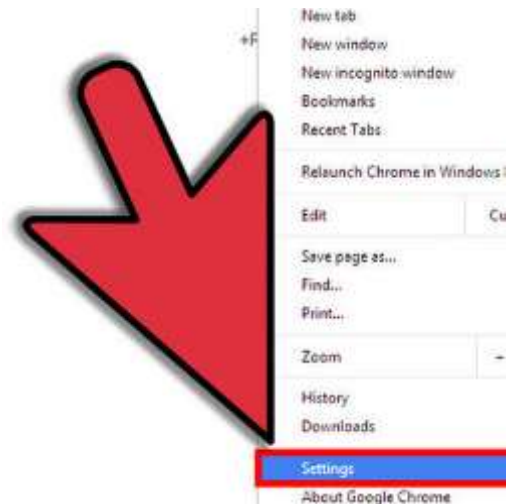 +F
New tab
New window
New incognito window
Bookmarks
Recent Tabs
Relaunch Chrome in Windows
Edit Cu
Save page as...
Find...
Print...
Zoom -
History
Downloads
Settings
About Google Chrome